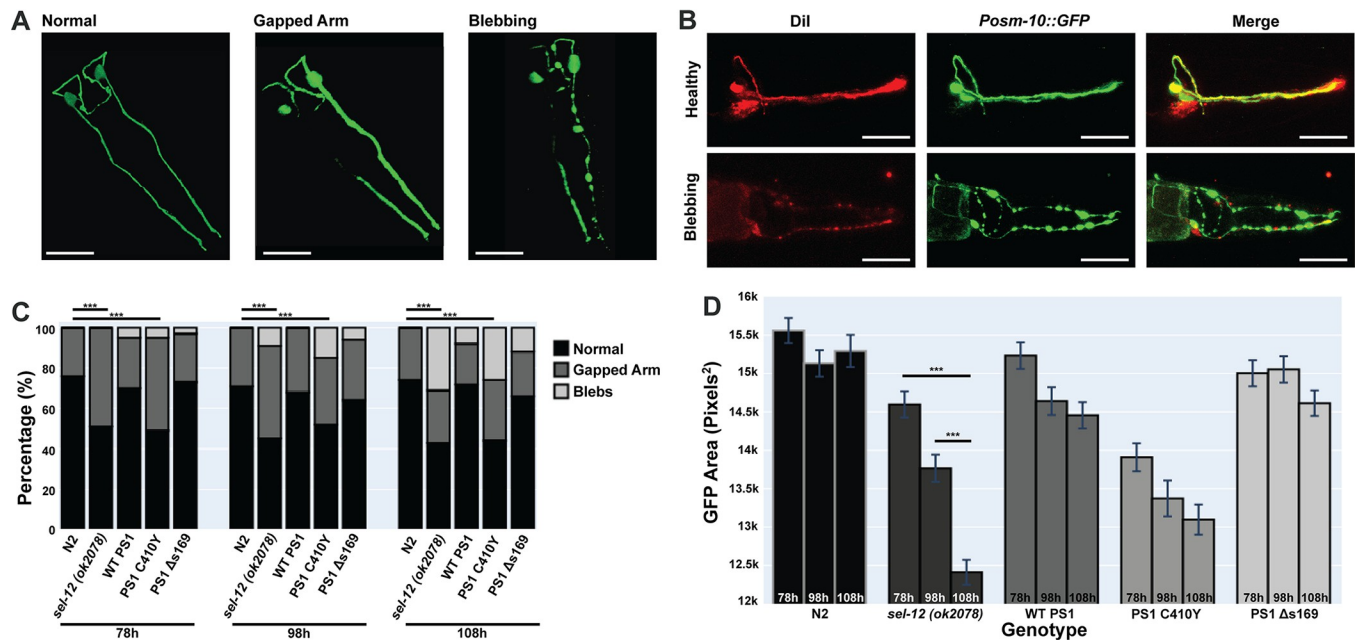 A
Normal
Gapped Arm
Blebbing
B
DiI
Posm-10::GFP
Merge
Healthy
Blebbing
C
***
***
***
***
***
***
Percentage (%)
100
80
60
40
20
0
N2
sel-12 (ok2078)
WT PS1
PS1 C410Y
PS1 Δs169
78h
N2
sel-12 (ok2078)
WT PS1
PS1 C410Y
PS1 Δs169
98h
N2
sel-12 (ok2078)
WT PS1
PS1 C410Y
PS1 Δs169
108h
Normal
Gapped Arm
Blebs
D
GFP Area (Pixels²)
16k
15.5k
15k
14.5k
14k
13.5k
13k
12.5k
12k
***
***
78h 98h 108h
78h 98h 108h
78h 98h 108h
78h 98h 108h
78h 98h 108h
N2
sel-12 (ok2078)
WT PS1
PS1 C410Y
PS1 Δs169
Genotype